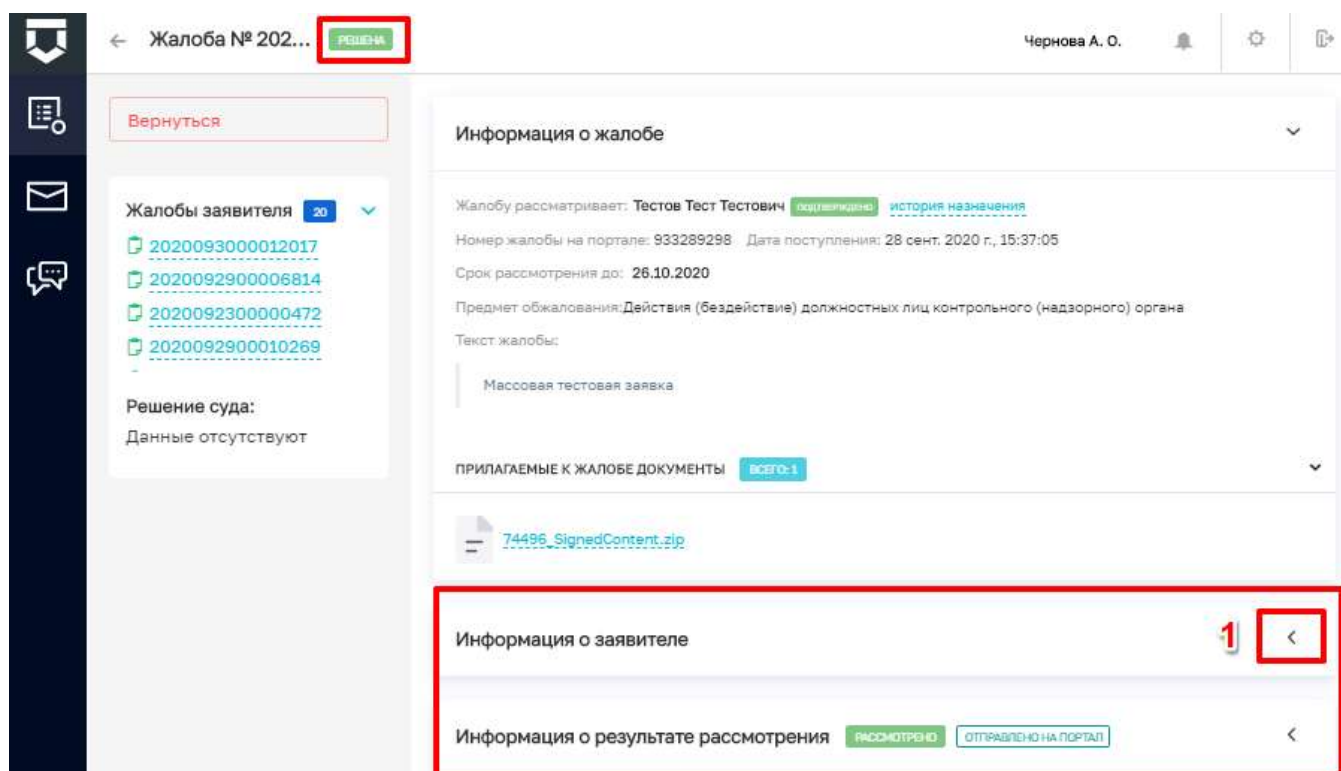 Жалоба № 202... РЕШЕНА
Чернова А. О.
Вернуться
Жалобы заявителя 20
2020093000012017
2020092900006814
2020092300000472
2020092900010269
Решение суда:
Данные отсутствуют
Информация о жалобе
Жалобу рассматривает: Тестов Тест Тестович ПОДТВЕРЖДЕНО история назначения
Номер жалобы на портале: 933289298 Дата поступления: 28 сент. 2020 г., 15:37:05
Срок рассмотрения до: 26.10.2020
Предмет обжалования:Действия (бездействие) должностных лиц контрольного (надзорного) органа
Текст жалобы:
Массовая тестовая заявка
ПРИЛАГАЕМЫЕ К ЖАЛОБЕ ДОКУМЕНТЫ ВСЕГО: 1
74496_SignedContent.zip
Информация о заявителе 1
Информация о результате рассмотрения РАССМОТРЕНО ОТПРАВЛЕНО НА ПОРТАЛ